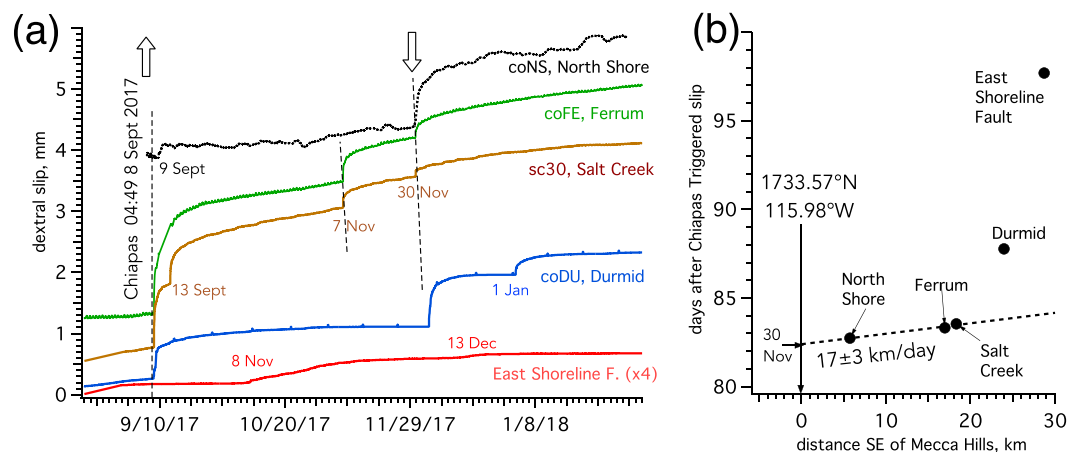 (a)
dextral slip, mm
5
4
3
2
1
0
Chiapas 04:49 8 Sept 2017
coNS, North Shore
9 Sept
coFE, Ferrum
sc30, Salt Creek
30 Nov
7 Nov
13 Sept
coDU, Durmid
1 Jan
13 Dec
8 Nov
East Shoreline F. (x4)
9/10/17
10/20/17
11/29/17
1/8/18
(b)
days after Chiapas Triggered slip
95
90
85
80
East
Shoreline
Fault
1733.57°N
115.98°W
Durmid
North
Shore
Ferrum
30
Nov
17±3 km/day
Salt
Creek
0
10
20
30
distance SE of Mecca Hills, km